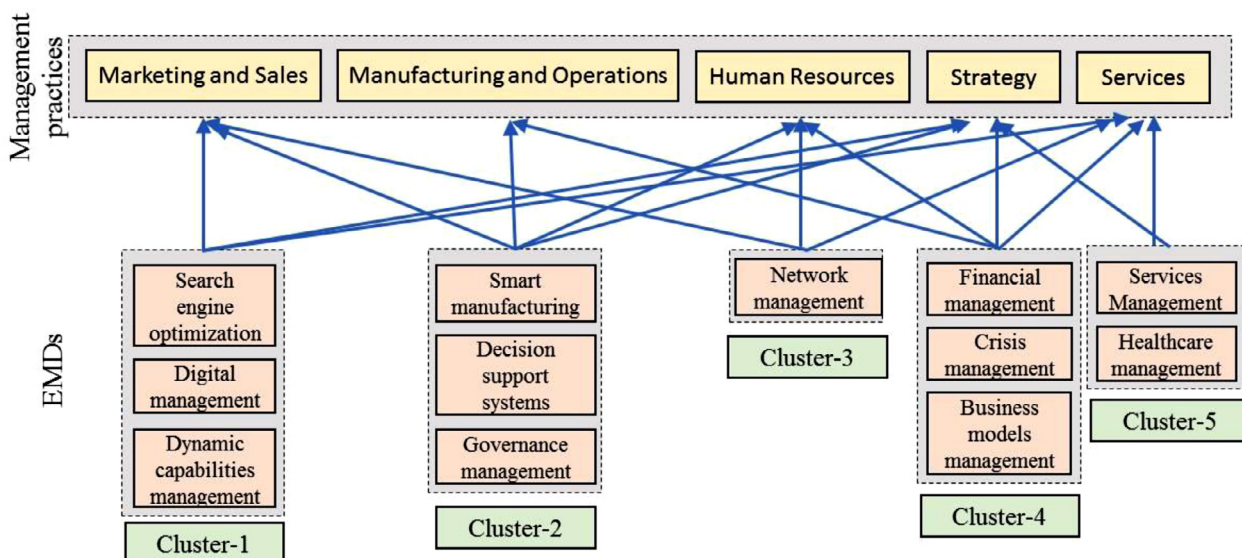 Management
practices
Marketing and Sales
Manufacturing and Operations
Human Resources
Strategy
Services
EMDs
Search
engine
optimization
Digital
management
Dynamic
capabilities
management
Cluster-1
Smart
manufacturing
Decision
support
systems
Governance
management
Cluster-2
Network
management
Cluster-3
Financial
management
Crisis
management
Business
models
management
Cluster-4
Services
Management
Healthcare
management
Cluster-5